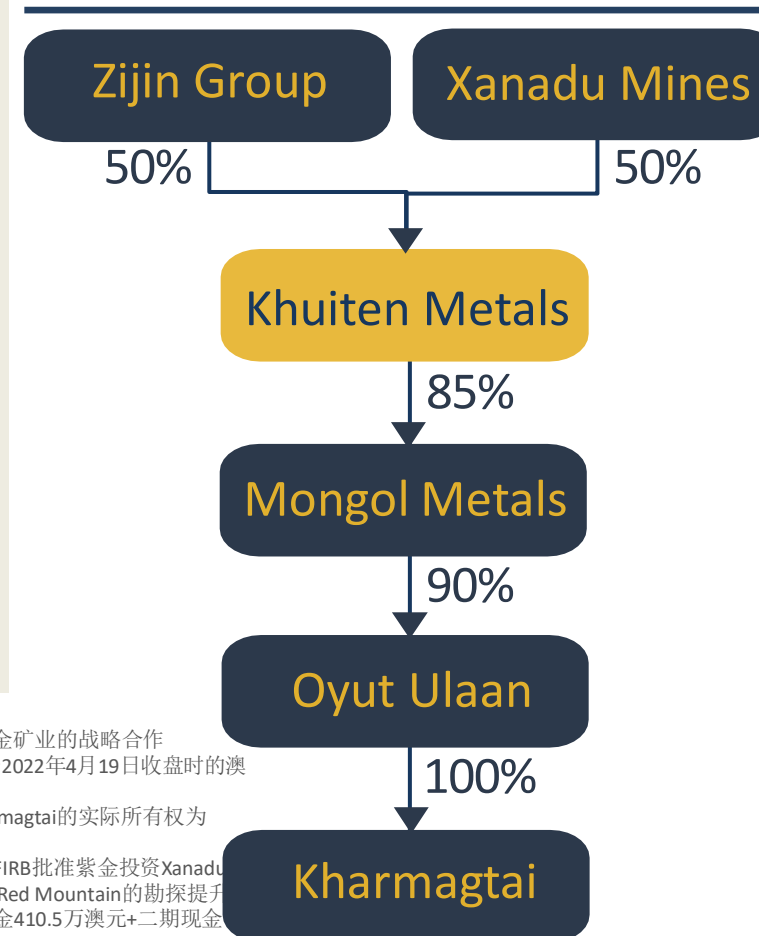 Zijin Group
Xanadu Mines
50%
50%
Khuiten Metals
85%
Mongol Metals
90%
Oyut Ulaan
100%
Kharmagtai
金矿业的战略合作
2022年4月19日收盘时的澳
magtai的实际所有权为
FIRB批准紫金投资Xanadu
Red Mountain的勘探提升
金410.5万澳元+二期现金